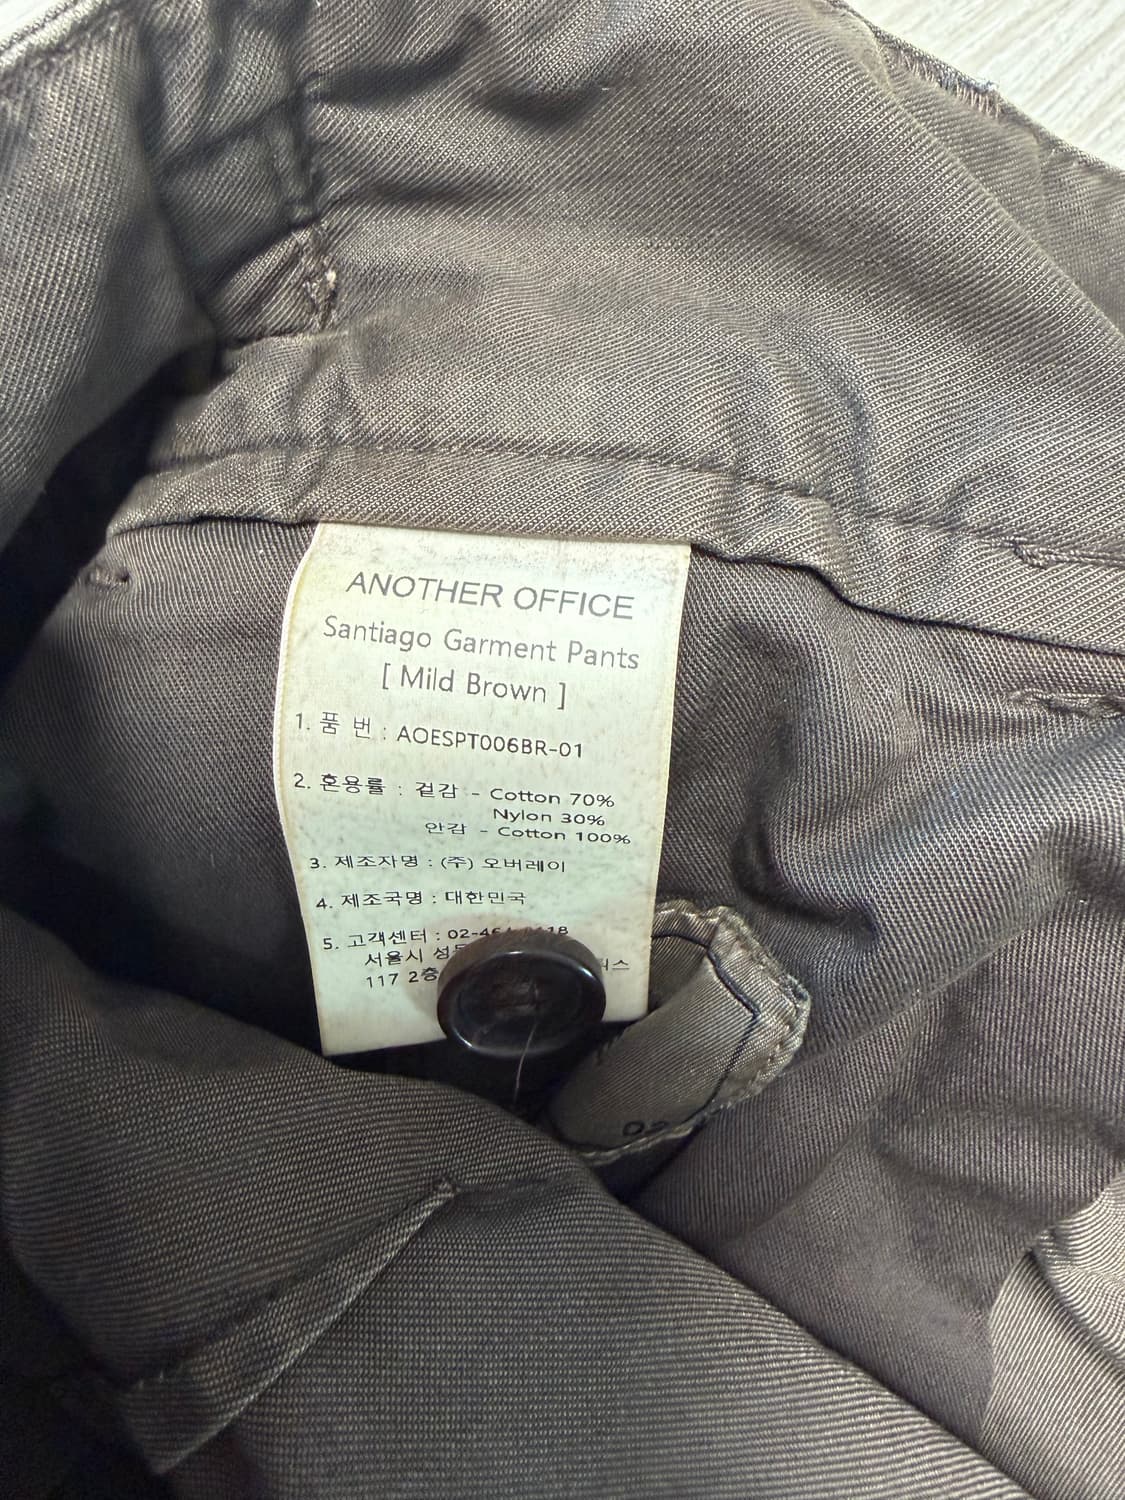 ANOTHER OFFICE
Santiago Garment Pants
[ Mild Brown ]
1. 품 번 : AOESPT006BR-01
2. 혼용률 : 겉감 - Cotton 70%
Nylon 30%
안감 - Cotton 100%
3. 제조자명 : (주) 오버레이
4. 제조국명 : 대한민국
5. 고객센터 :
서울시
117 2층